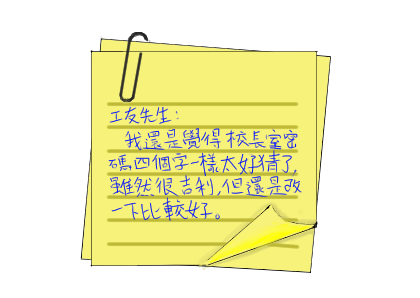 工友先生：
我還是覺得校長室密
碼四個字一樣太好猜了,
雖然很吉利,但還是改
一下比較好。